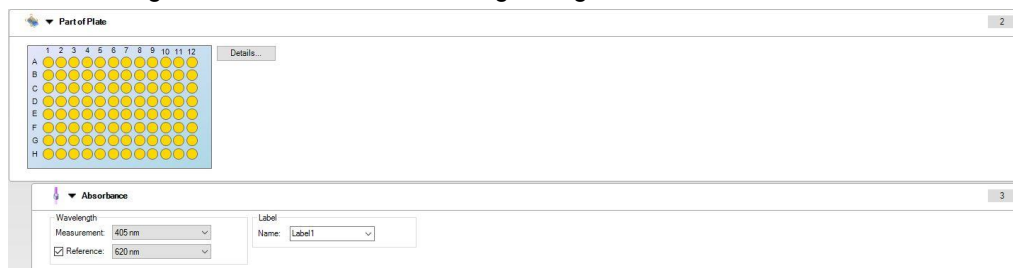 Part of Plate 2
1 2 3 4 5 6 7 8 9 10 11 12
Details...
A
B
C
D
E
F
G
H
Absorbance 3
Wavelength
Measurement: 405 nm
Reference: 620 nm
Label
Name: Label1